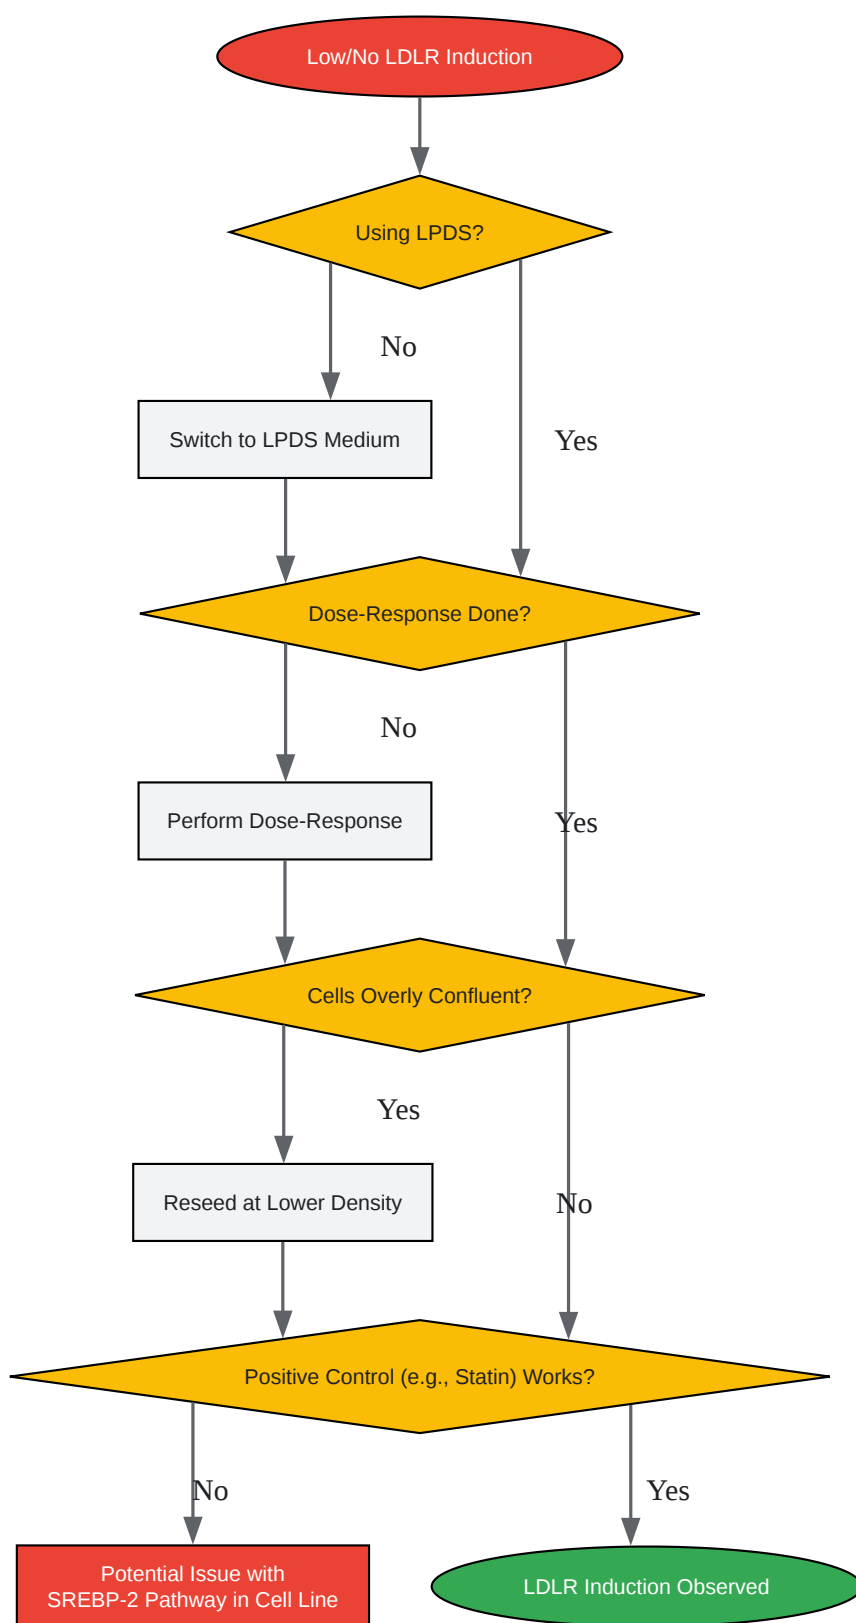 Low/No LDLR Induction
Using LPDS?
No
Switch to LPDS Medium
Yes
Dose-Response Done?
No
Perform Dose-Response
Yes
Cells Overly Confluent?
Yes
Reseed at Lower Density
No
Positive Control (e.g., Statin) Works?
No
Yes
Potential Issue with
SREBP-2 Pathway in Cell Line
LDLR Induction Observed